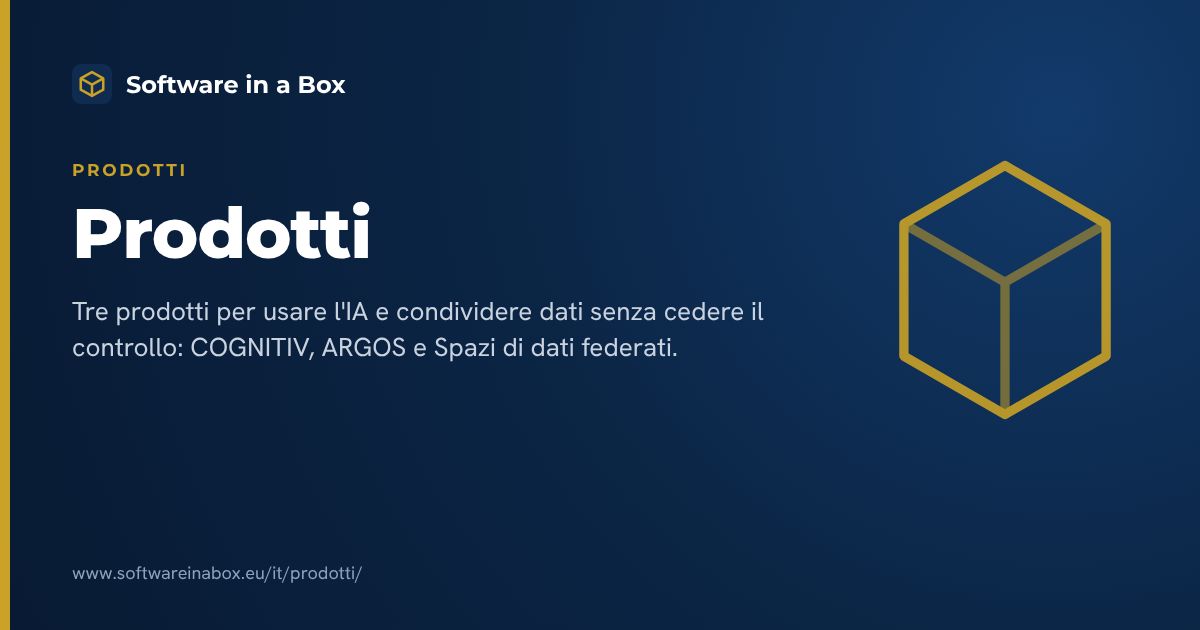 Software in a Box
PRODOTTI
Prodotti
Tre prodotti per usare l'IA e condividere dati senza cedere il
controllo: COGNITIV, ARGOS e Spazi di dati federati.
www.softwareinabox.eu/it/prodotti/